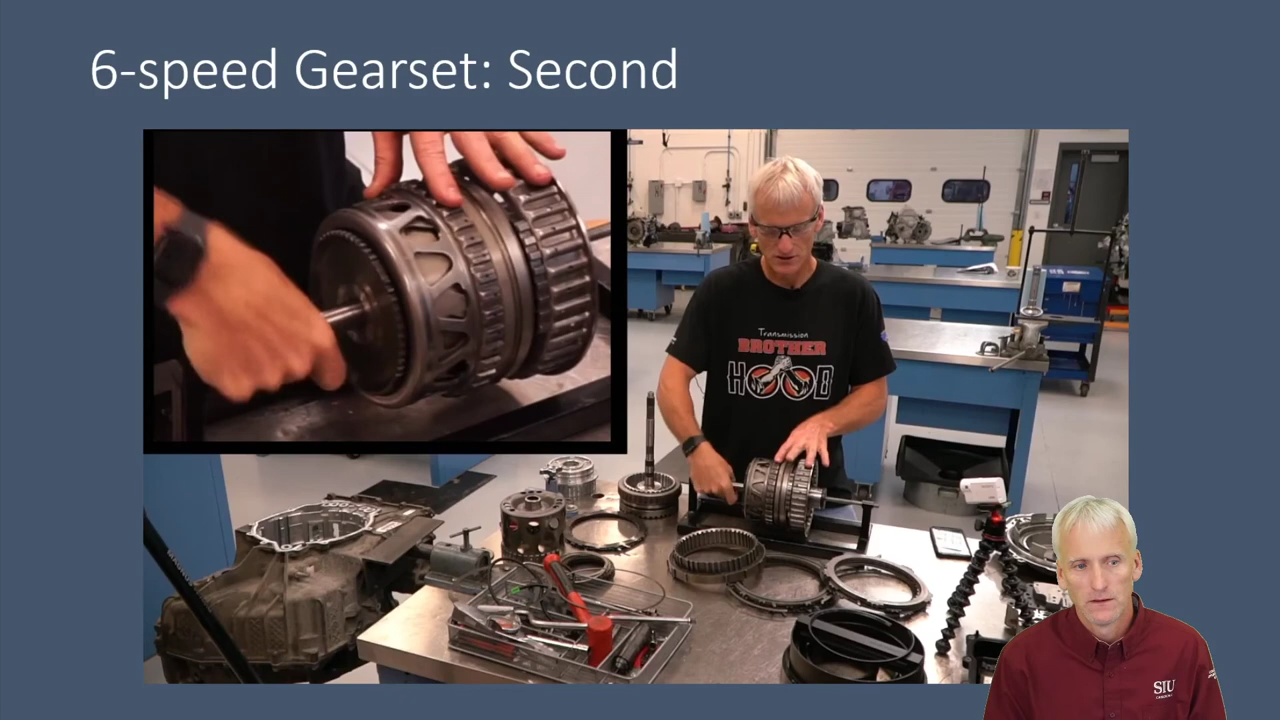 6-speed Gearset: Second
Transmission
BROTHER
HOOD
SIU